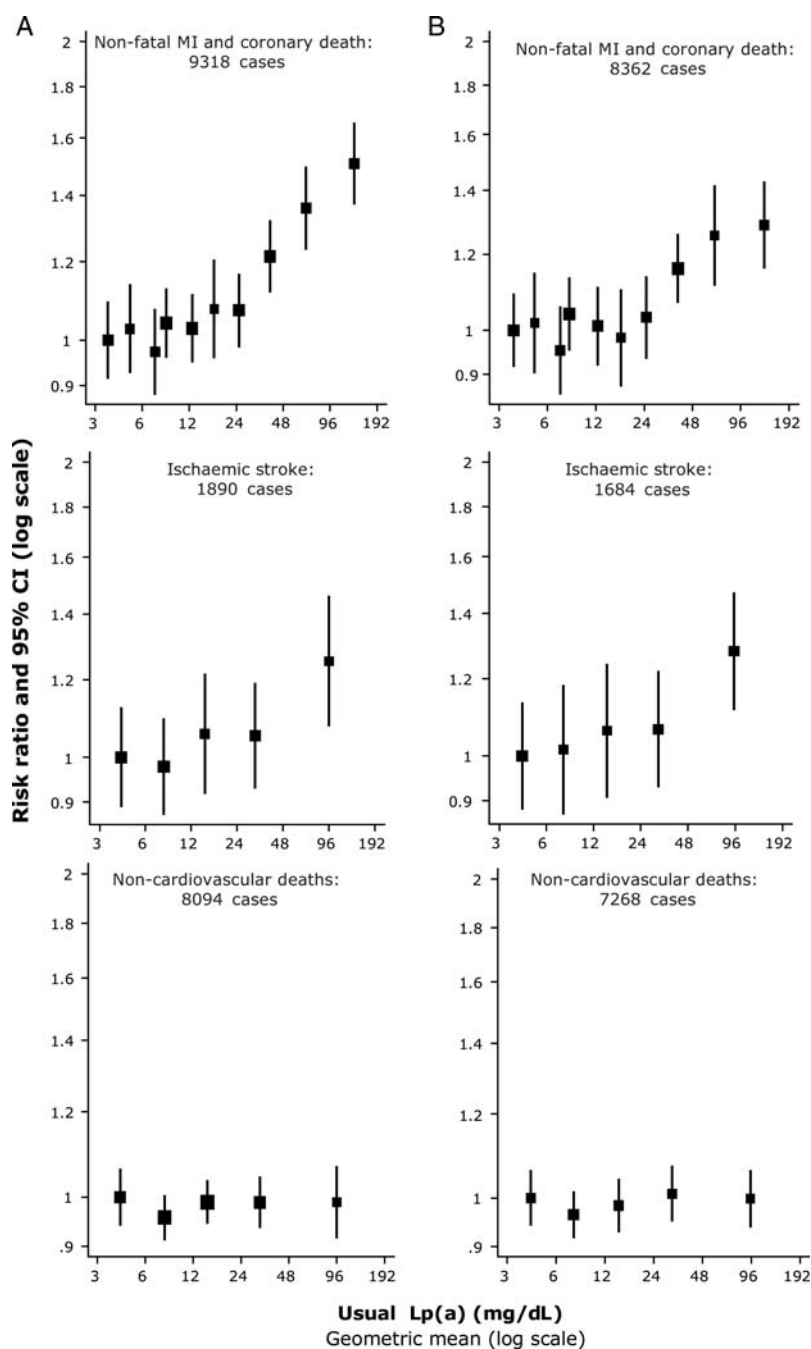 A
B
Non-fatal MI and coronary death:
9318 cases
2
1.8
1.6
1.4
1.2
1
0.9
3 6 12 24 48 96 192
Non-fatal MI and coronary death:
8362 cases
2
1.8
1.6
1.4
1.2
1
0.9
3 6 12 24 48 96 192
Risk ratio and 95% CI (log scale)
Ischaemic stroke:
1890 cases
2
1.8
1.6
1.4
1.2
1
0.9
3 6 12 24 48 96 192
Ischaemic stroke:
1684 cases
2
1.8
1.6
1.4
1.2
1
0.9
3 6 12 24 48 96 192
Non-cardiovascular deaths:
8094 cases
2
1.8
1.6
1.4
1.2
1
.9
3 6 12 24 48 96 192
Non-cardiovascular deaths:
7268 cases
2
1.8
1.6
1.4
1.2
1
.9
3 6 12 24 48 96 192
Usual Lp(a) (mg/dL)
Geometric mean (log scale)